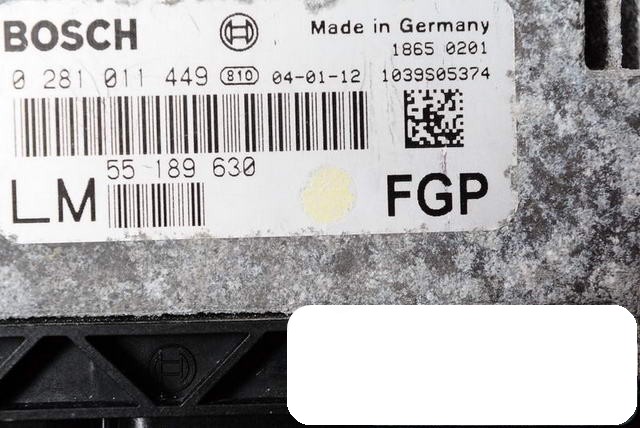 BOSCH
Made in Germany
1865 0201
0 281 011 449 810 04-01-12 1039S05374
55 189 630
LM FGP